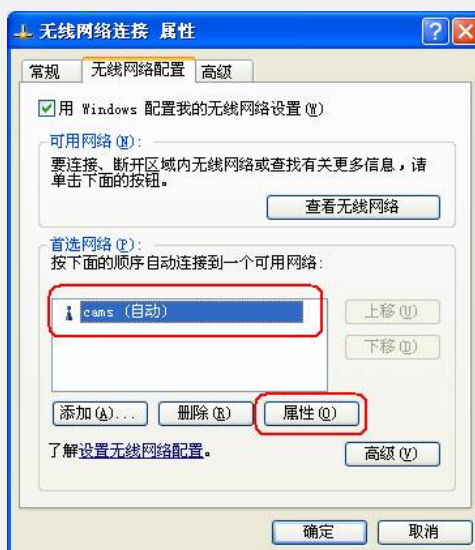 无线网络连接 属性
常规 无线网络配置 高级
用 Windows 配置我的无线网络设置(W)
可用网络(N):
要连接、断开区域内无线网络或查找有关更多信息，请
单击下面的按钮。
查看无线网络
首选网络(P):
按下面的顺序自动连接到一个可用网络:
cams (自动)
上移(U)
下移(D)
添加(A)... 删除(R) 属性(O)
了解设置无线网络配置。
高级(V)
确定 取消